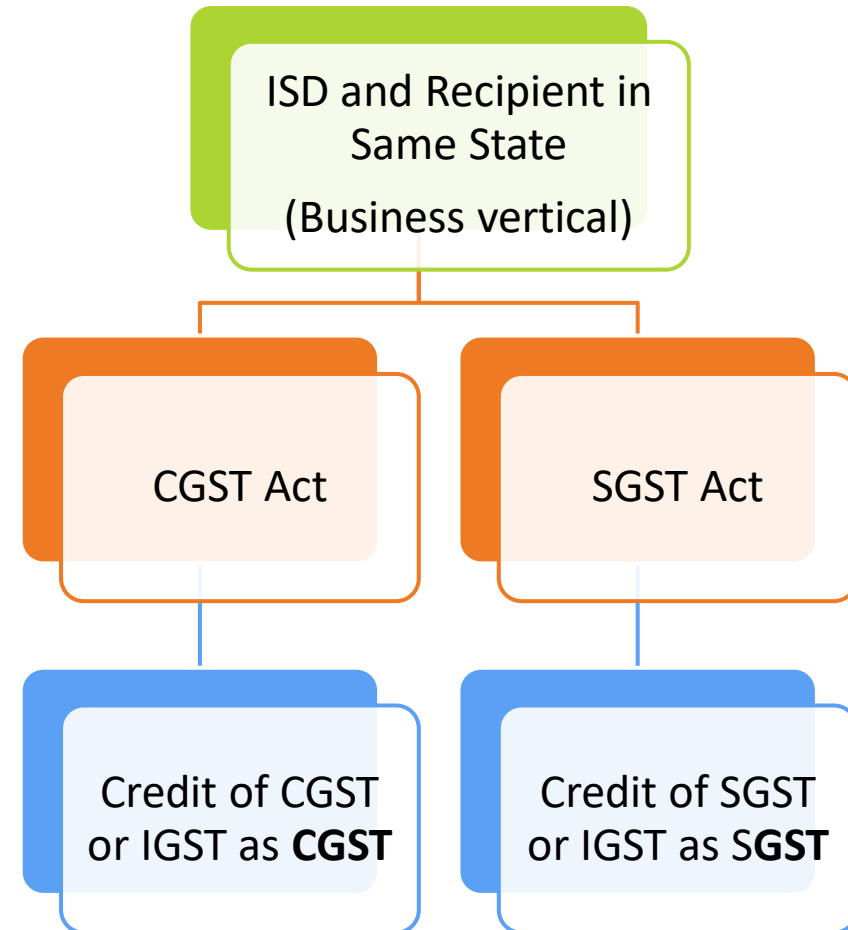 ISD and Recipient in
Same State
(Business vertical)
CGST Act
SGST Act
Credit of CGST
or IGST as CGST
Credit of SGST
or IGST as SGST